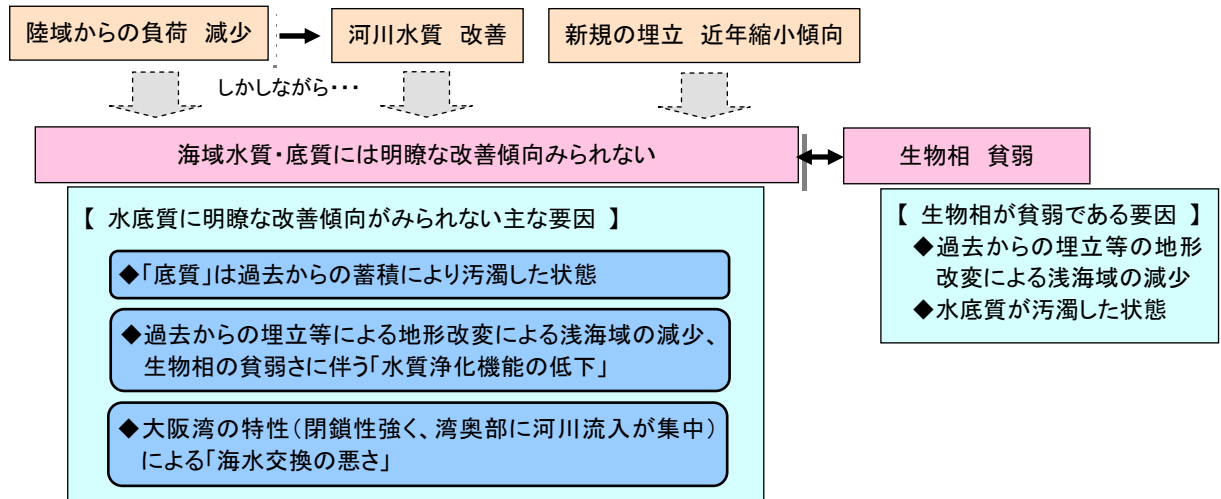 陸域からの負荷 減少
河川水質 改善
新規の埋立 近年縮小傾向
しかしながら・・・
海域水質・底質には明瞭な改善傾向みられない
生物相 貧弱
【 水底質に明瞭な改善傾向がみられない主な要因 】
◆「底質」は過去からの蓄積により汚濁した状態
◆過去からの埋立等による地形改変による浅海域の減少、
生物相の貧弱さに伴う「水質浄化機能の低下」
◆大阪湾の特性(閉鎖性強く、湾奥部に河川流入が集中)
による「海水交換の悪さ」
【 生物相が貧弱である要因 】
◆過去からの埋立等の地形
改変による浅海域の減少
◆水底質が汚濁した状態